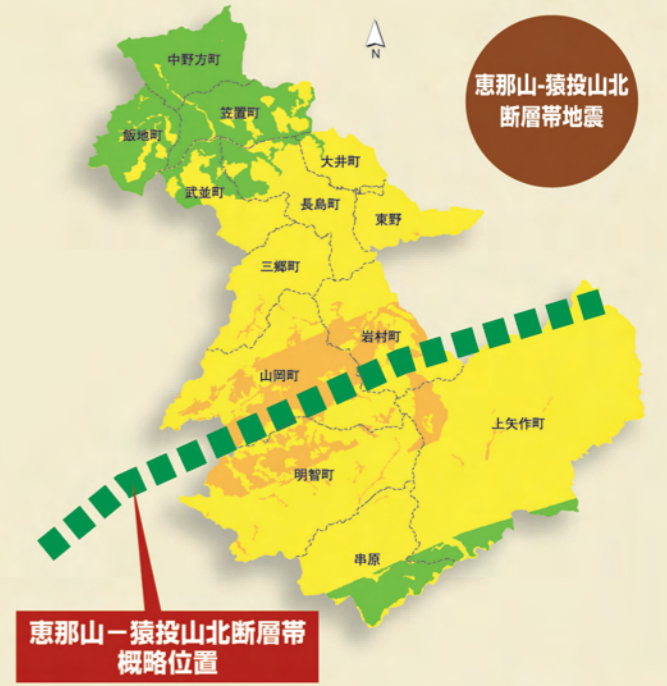 中野方町
N
恵那山-猿投山北
断層帯地震
笠置町
飯地町
大井町
武並町
長島町
東野
三郷町
岩村町
山岡町
上矢作町
明智町
串原
恵那山－猿投山北断層帯
概略位置